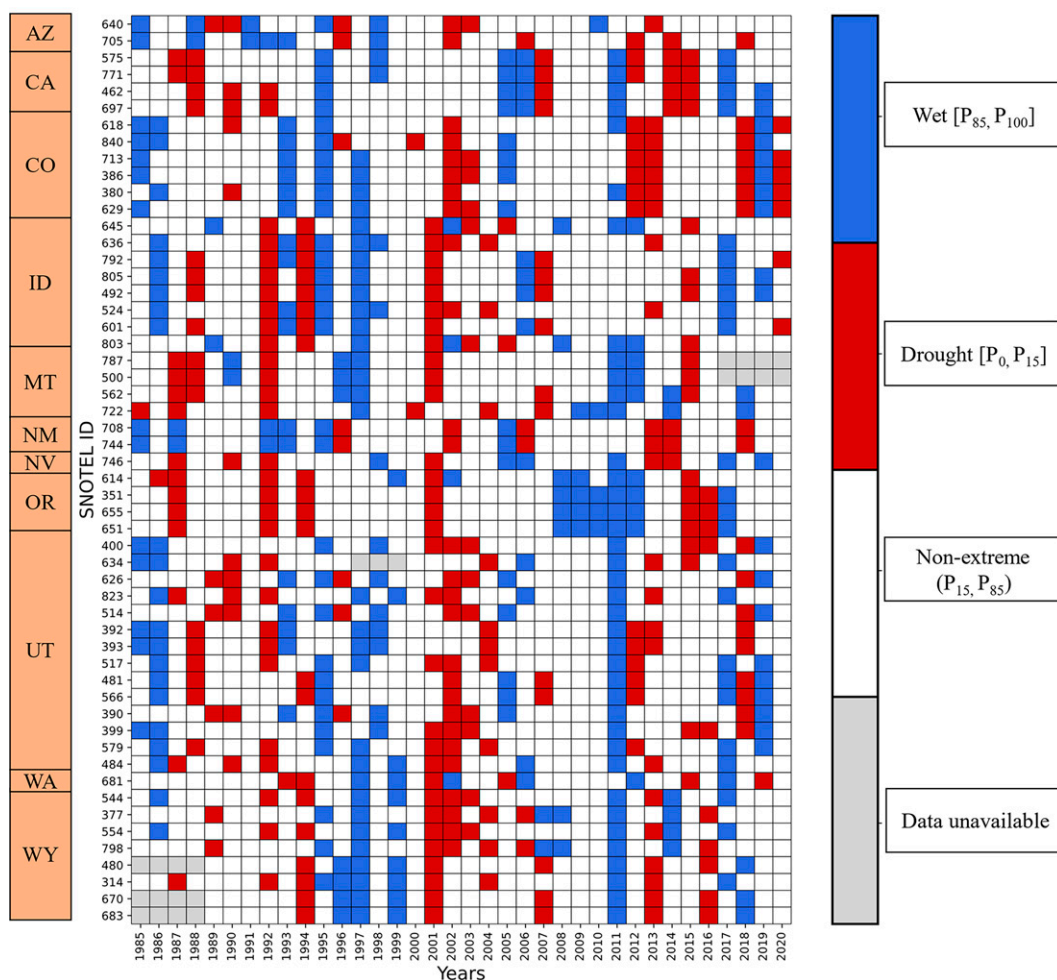 AZ
CA
CO
ID
MT
NM
NV
OR
UT
WA
WY
SNOTEL ID
640
705
575
771
462
697
618
840
713
386
380
629
645
636
792
805
492
524
601
803
787
500
562
722
708
744
746
614
351
655
651
400
634
626
823
514
392
393
517
481
566
390
399
579
484
681
544
377
554
798
480
314
670
683
1985 1986 1987 1988 1989 1990 1991 1992 1993 1994 1995 1996 1997 1998 1999 2000 2001 2002 2003 2004 2005 2006 2007 2008 2009 2010 2011 2012 2013 2014 2015 2016 2017 2018 2019 2020
Years
Wet [P85, P100]
Drought [P0, P15]
Non-extreme
(P15, P85)
Data unavailable